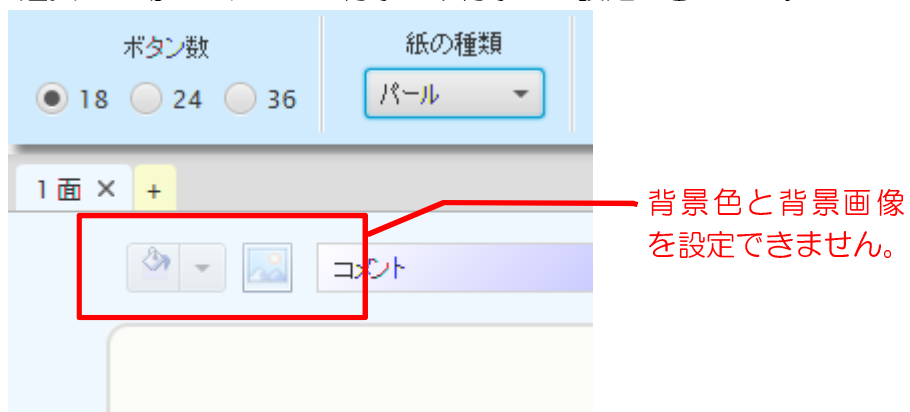 ボタン数
紙の種類
18 24 36
パール
1面 × +
コメント
背景色と背景画像
を設定できません。